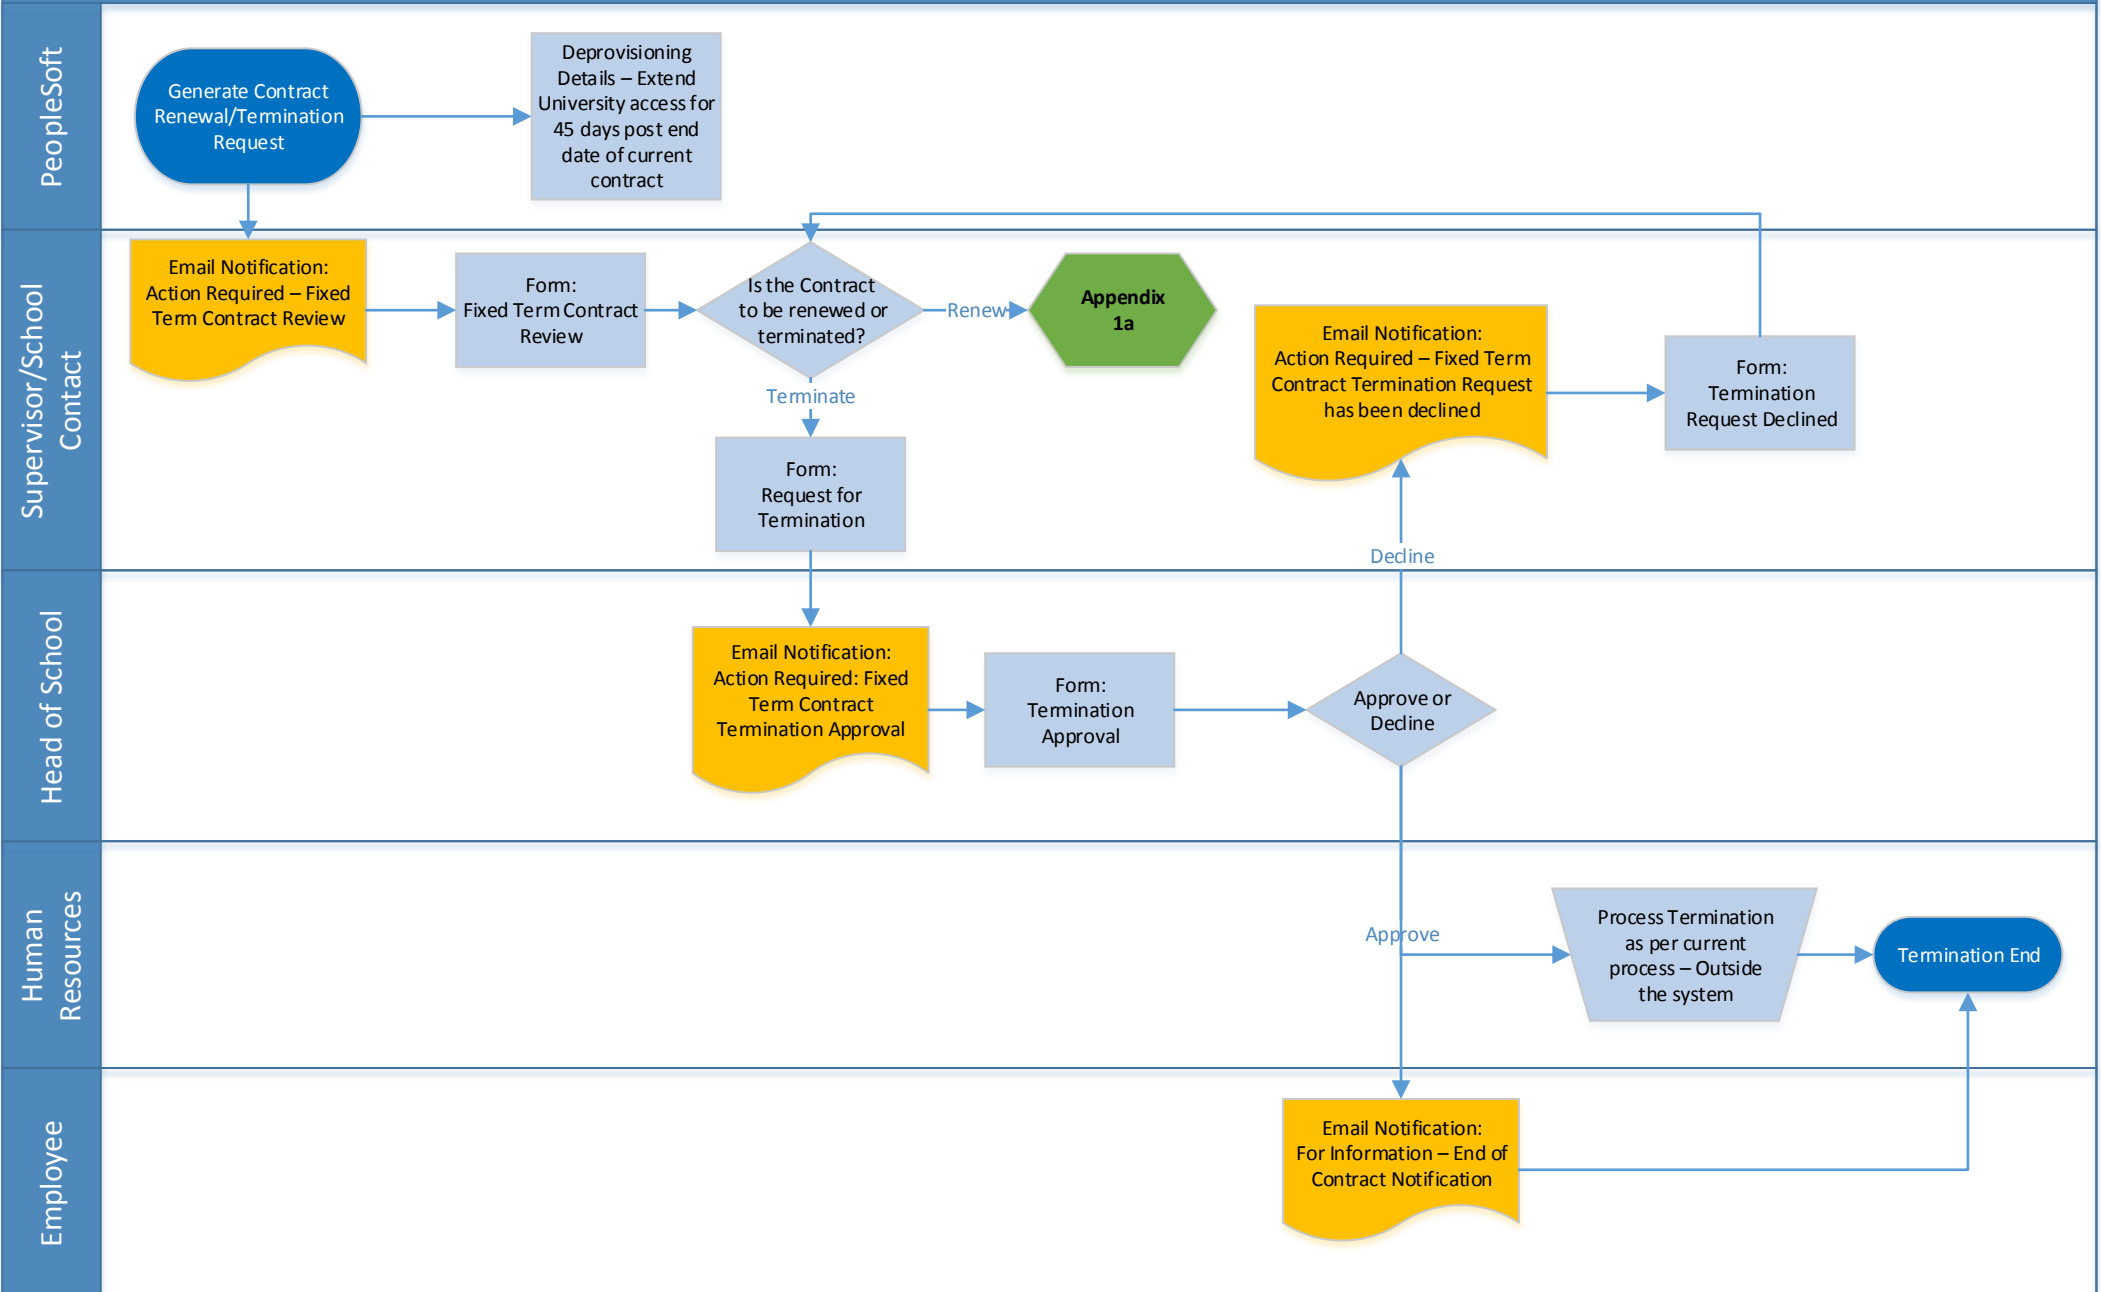 PeopleSoft
Generate Contract
Renewal/Termination
Request
Deprovisioning
Details – Extend
University access for
45 days post end
date of current
contract
Supervisor/School
Contact
Email Notification:
Action Required – Fixed
Term Contract Review
Form:
Fixed Term Contract
Review
Is the Contract
to be renewed or
terminated?
Renew
Appendix
1a
Terminate
Form:
Request for
Termination
Email Notification:
Action Required – Fixed Term
Contract Termination Request
has been declined
Form:
Termination
Request Declined
Decline
Head of School
Email Notification:
Action Required: Fixed
Term Contract
Termination Approval
Form:
Termination
Approval
Approve or
Decline
Human
Resources
Approve
Process Termination
as per current
process – Outside
the system
Termination End
Employee
Email Notification:
For Information – End of
Contract Notification